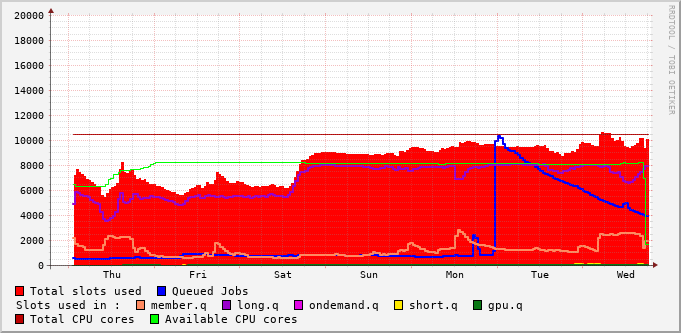 RRDTOOL / TOBI OETIKER
20000
18000
16000
14000
12000
10000
8000
6000
4000
2000
0
Thu Fri Sat Sun Mon Tue Wed
Total slots used Queued Jobs
Slots used in : member.q long.q ondemand.q short.q gpu.q
Total CPU cores Available CPU cores